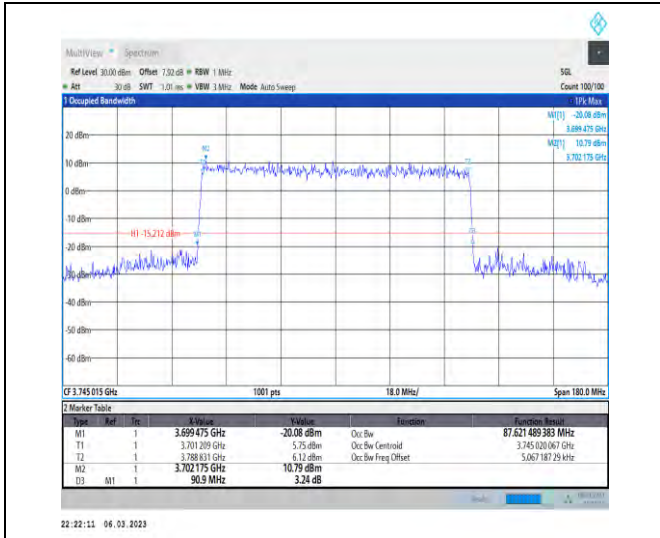 MultiView Spectrum
Ref Level 30.00 dBm Offset 7.92 dB RBW 1 MHz SGL
Att 30 dB SWT 1.01 ms VBW 3 MHz Mode Auto Sweep Count 100/100
1 Occupied Bandwidth 1Pk Max
M1[1] -20.08 dBm
3.699 475 GHz
M2[1] 10.79 dBm
3.702 175 GHz
20 dBm
M2
10 dBm
0 dBm
-10 dBm
H1 -15.212 dBm
-20 dBm
-40 dBm
-50 dBm
-60 dBm
CF 3.745 015 GHz 1001 pts 18.0 MHz/ Span 180.0 MHz
2 Marker Table
Type Ref Trc X-Value Y-Value Function Function Result
M1 1 3.699 475 GHz -20.08 dBm Occ Bw 87.621 489 383 MHz
T1 1 3.701 209 GHz 5.75 dBm Occ Bw Centroid 3.745 020 067 GHz
T2 1 3.788 831 GHz 6.12 dBm Occ Bw Freq Offset 5.067 187 29 kHz
M2 1 3.702 175 GHz 10.79 dBm
D3 M1 1 90.9 MHz 3.24 dB
22:22:11 06.03.2023